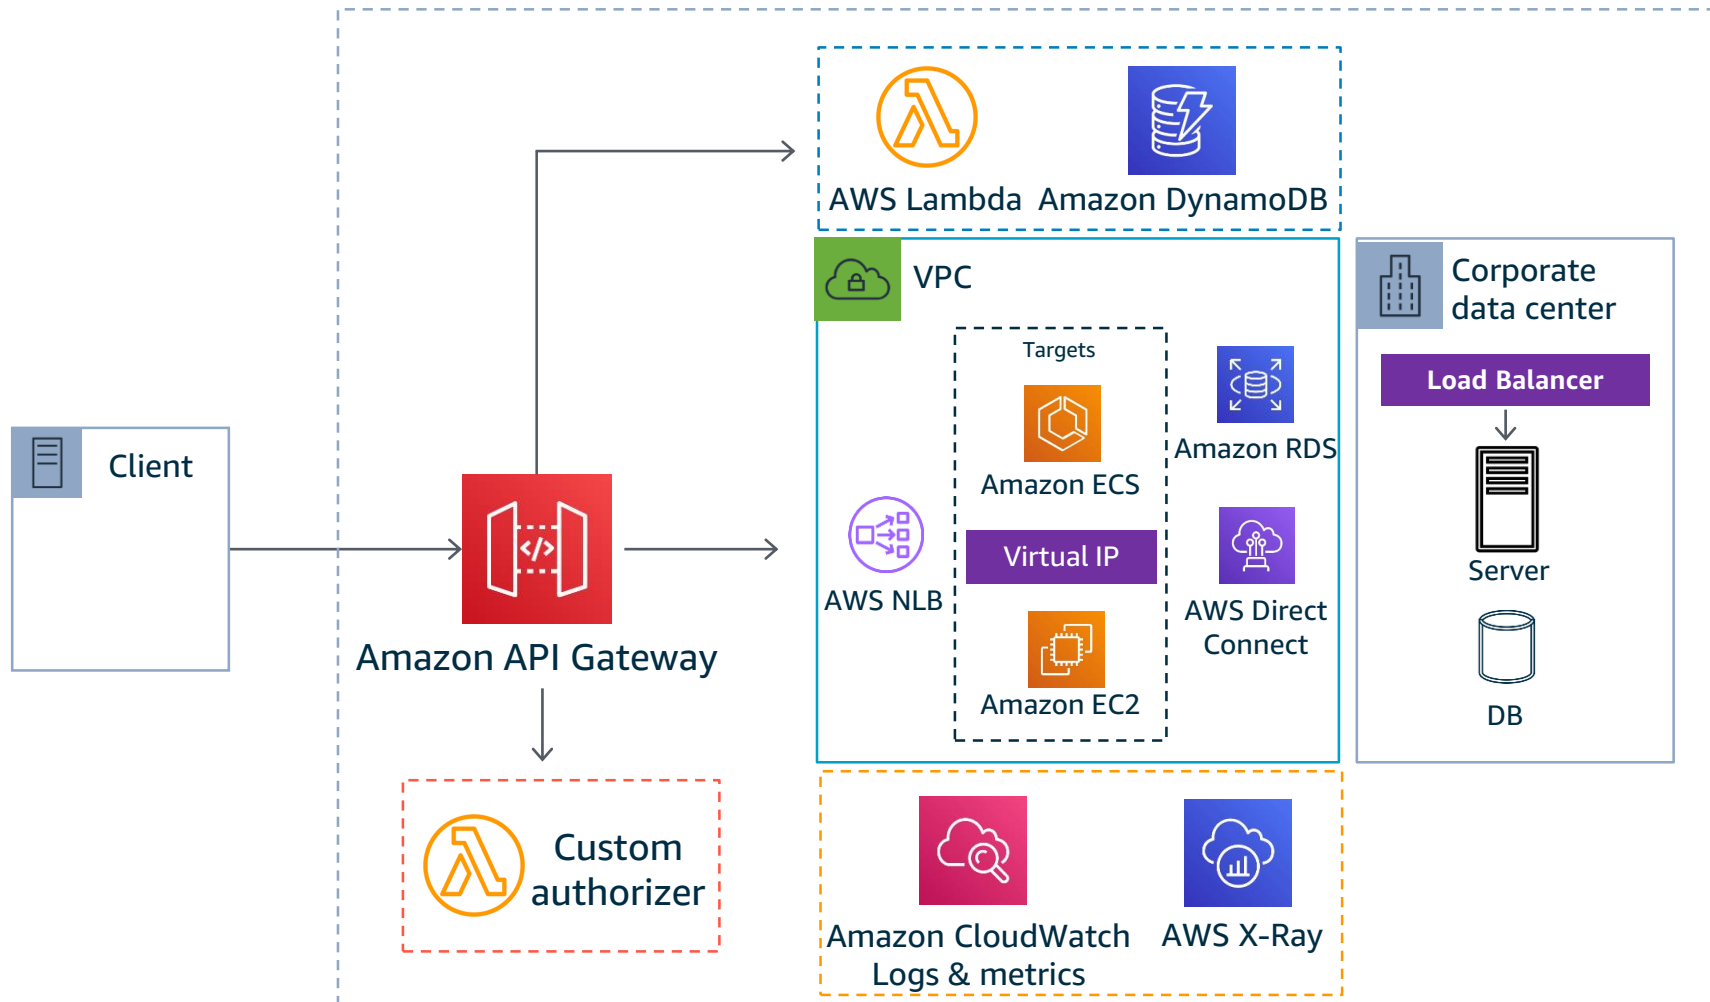 Client
Amazon API Gateway
Custom
authorizer
AWS Lambda
Amazon DynamoDB
VPC
Targets
Amazon ECS
Virtual IP
Amazon EC2
AWS NLB
Amazon RDS
AWS Direct
Connect
Corporate
data center
Load Balancer
Server
DB
Amazon CloudWatch
Logs & metrics
AWS X-Ray